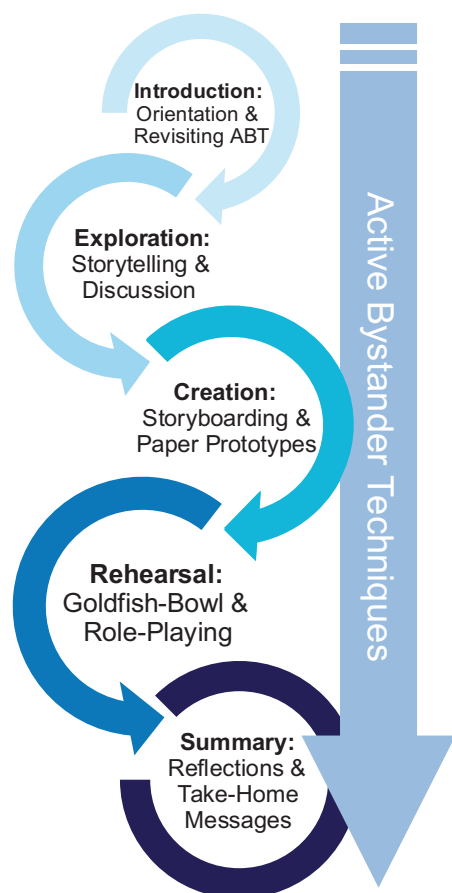 Introduction:
Orientation &
Revisiting ABT
Exploration:
Storytelling &
Discussion
Creation:
Storyboarding &
Paper Prototypes
Rehearsal:
Goldfish-Bowl &
Role-Playing
Summary:
Reflections &
Take-Home
Messages
Active Bystander Techniques